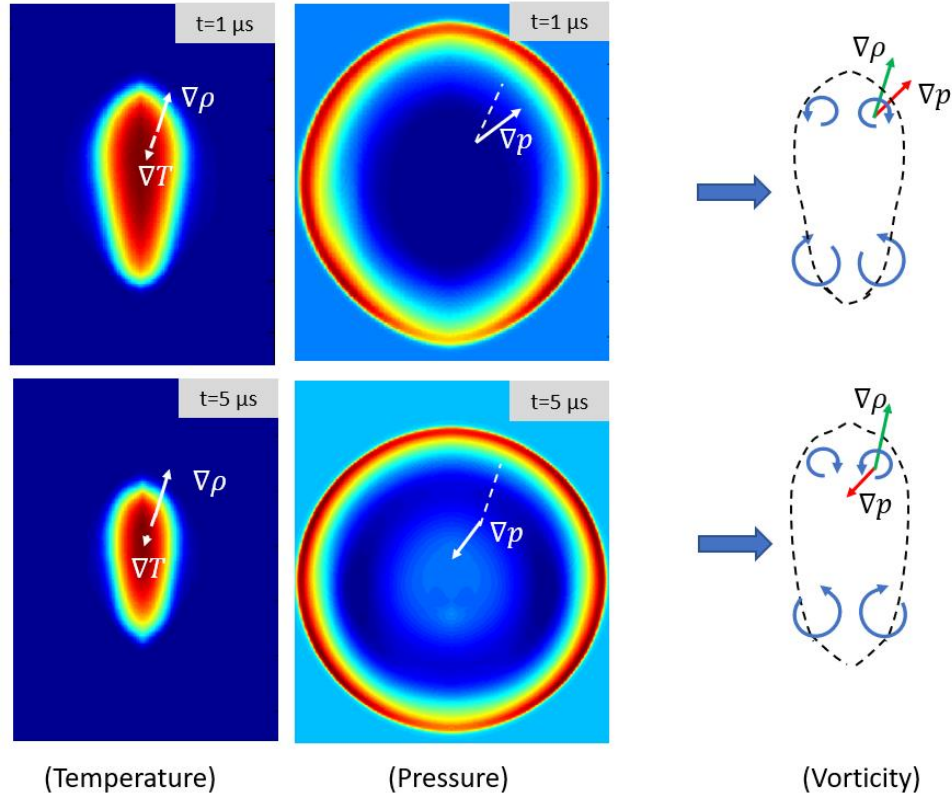 t=1 µs
t=1 µs
∇ρ
∇T
∇p
∇ρ
∇p
t=5 µs
t=5 µs
∇ρ
∇T
∇p
∇ρ
∇p
(Temperature)
(Pressure)
(Vorticity)